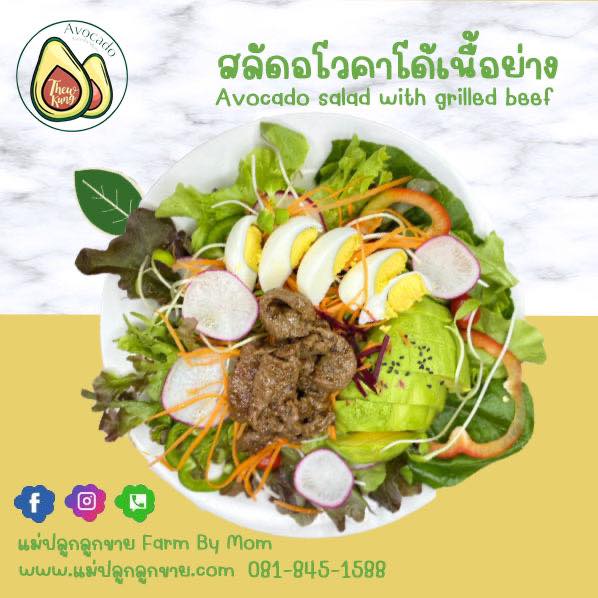 Avocado
Thew Kung
สลัดอโวคาโด้เนื้อย่าง
Avocado salad with grilled beef
แม่ปลูกลูกขาย Farm By Mom
www.แม่ปลูกลูกขาย.com 081-845-1588